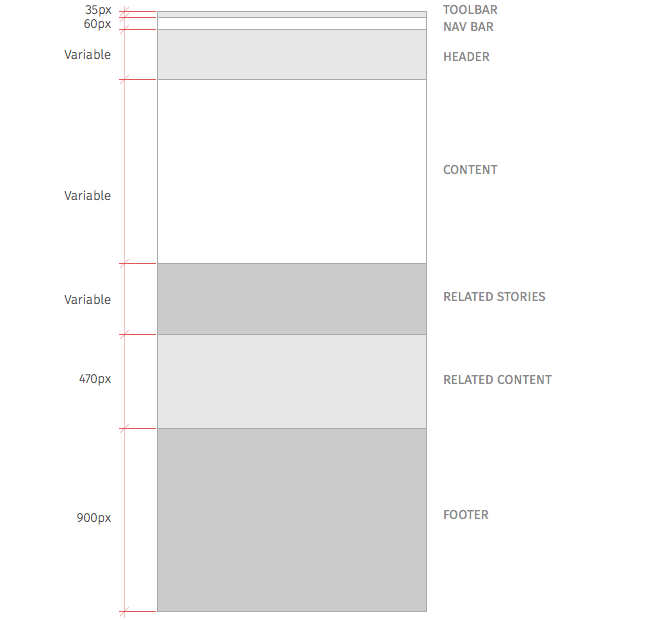 35px
TOOLBAR
60px
NAV BAR
Variable
HEADER
CONTENT
Variable
Variable
RELATED STORIES
470px
RELATED CONTENT
900px
FOOTER